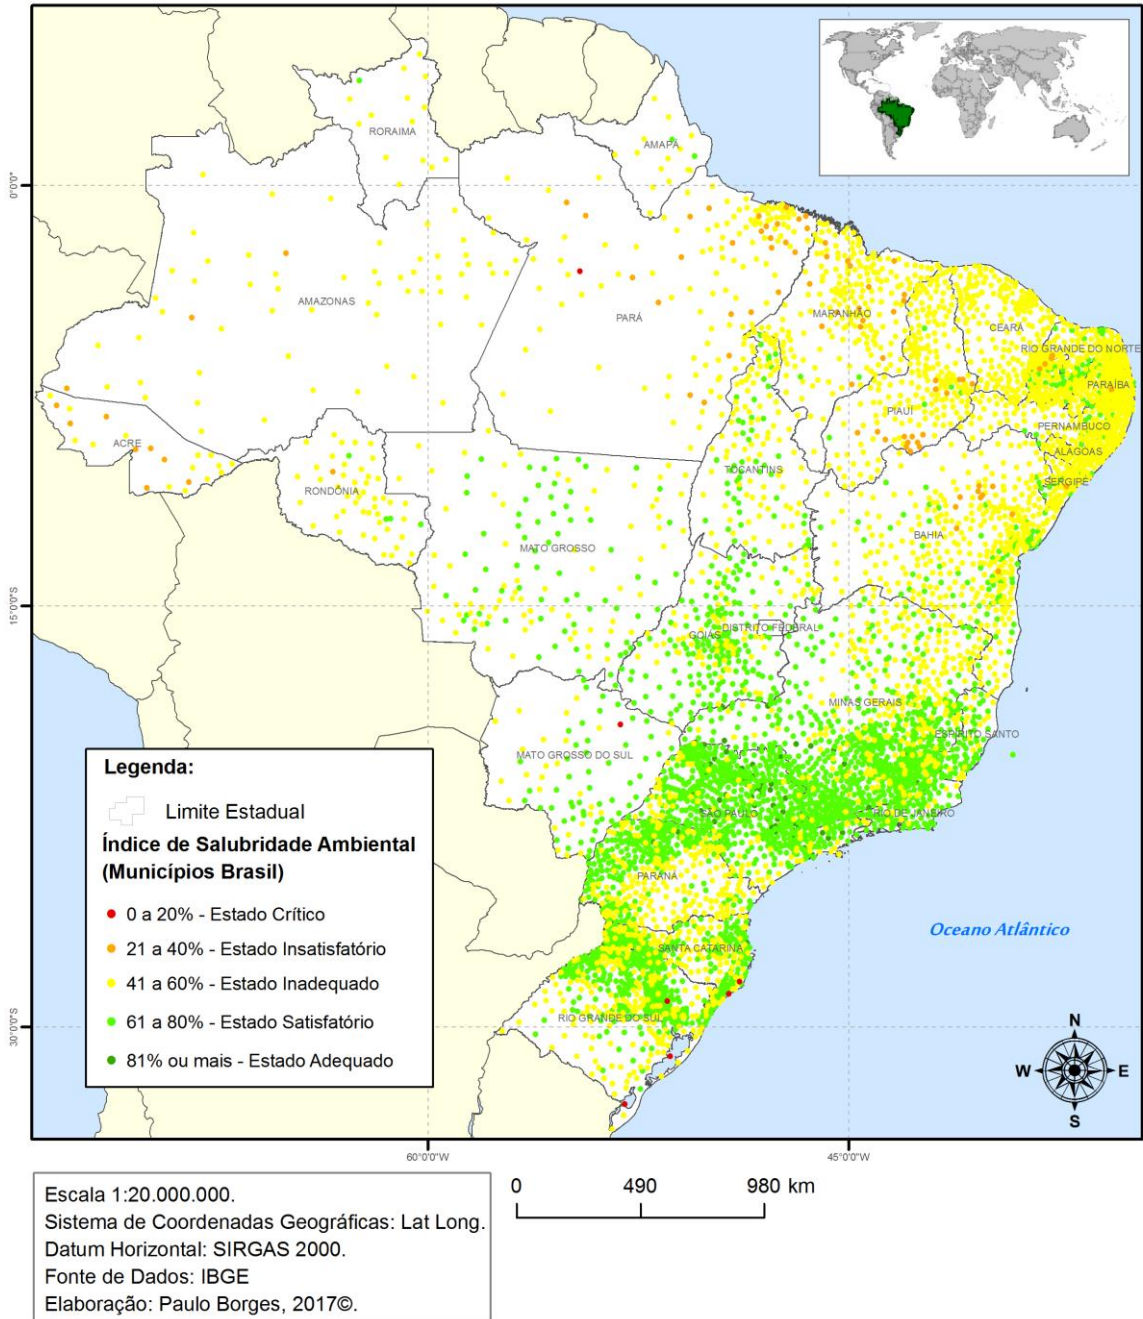 RORAIMA
AMAPÁ
0°0'0"
AMAZONAS
PARÁ
MARANHÃO
CEARÁ
RIO GRANDE DO NORTE
PARAÍBA
PIAUÍ
PERNAMBUCO
ACRE
ALAGOAS
TOCANTINS
SERGIPE
RONDÔNIA
BAHIA
MATO GROSSO
15°0'0"S
DISTRITO FEDERAL
GOIÁS
MINAS GERAIS
ESPÍRITO SANTO
MATO GROSSO DO SUL
SÃO PAULO
RIO DE JANEIRO
PARANÁ
SANTA CATARINA
RIO GRANDE DO SUL
30°0'0"S
Oceano Atlântico
Legenda:
Limite Estadual
Índice de Salubridade Ambiental
(Municípios Brasil)
0 a 20% - Estado Crítico
21 a 40% - Estado Insatisfatório
41 a 60% - Estado Inadequado
61 a 80% - Estado Satisfatório
81% ou mais - Estado Adequado
N
W E
S
60°0'0"W 45°0'0"W
Escala 1:20.000.000.
Sistema de Coordenadas Geográficas: Lat Long.
Datum Horizontal: SIRGAS 2000.
Fonte de Dados: IBGE
Elaboração: Paulo Borges, 2017©.
0 490 980 km